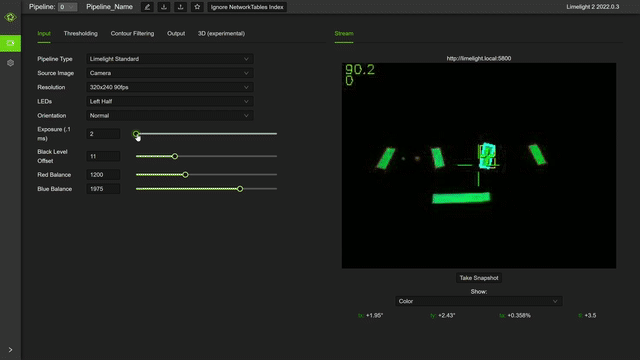 Pipeline: 0 Pipeline_Name Ignore NetworkTables Index Limelight 2 2022.0.3
Input Thresholding Contour Filtering Output 3D (experimental)
Stream
Pipeline Type Limelight Standard
Source Image Camera
Resolution 320x240 90fps
LEDs Left Half
Orientation Normal
Exposure (.1 ms) 2
Black Level Offset 11
Red Balance 1200
Blue Balance 1975
http://limelight.local:5800
90.2
0
Take Snapshot
Show:
Color
tx: +1.95° ty: +2.43° ta: +0.358% tl: +3.5